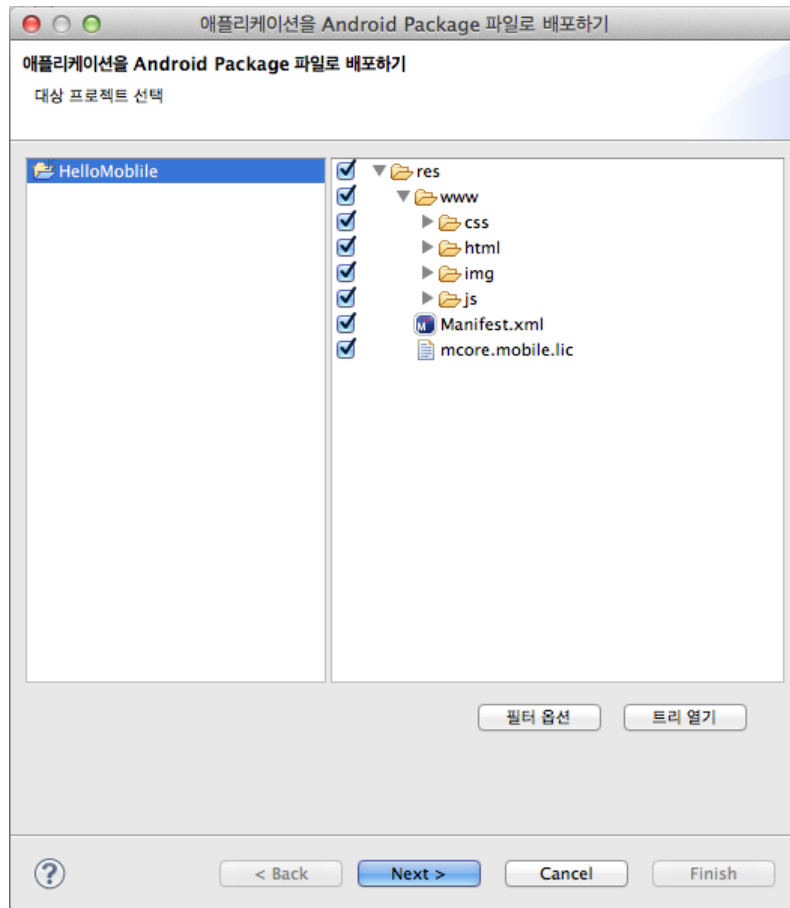 애플리케이션을 Android Package 파일로 배포하기
애플리케이션을 Android Package 파일로 배포하기
대상 프로젝트 선택
HelloMoblile
res
www
css
html
img
js
M
Manifest.xml
mcore.mobile.lic
필터 옵션
트리 열기
?
< Back
Next >
Cancel
Finish